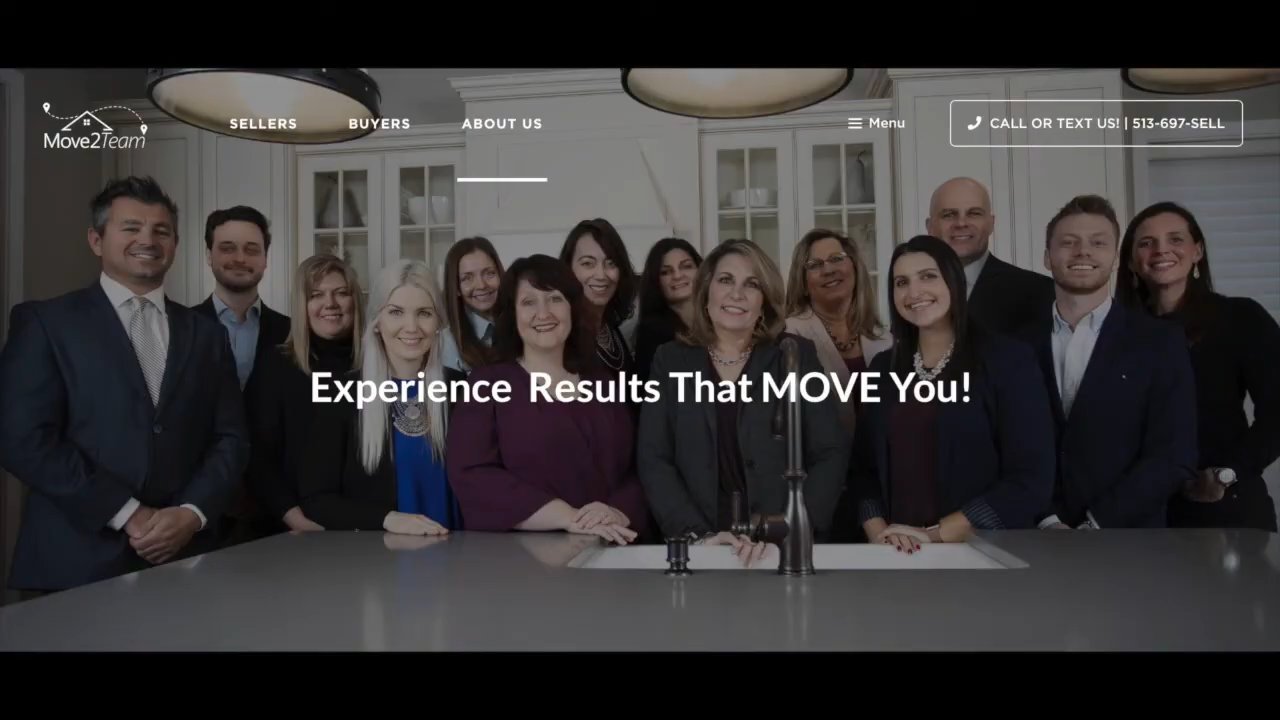 Move2Team
SELLERS
BUYERS
ABOUT US
Menu
CALL OR TEXT US! | 513-697-SELL
Experience Results That MOVE You!